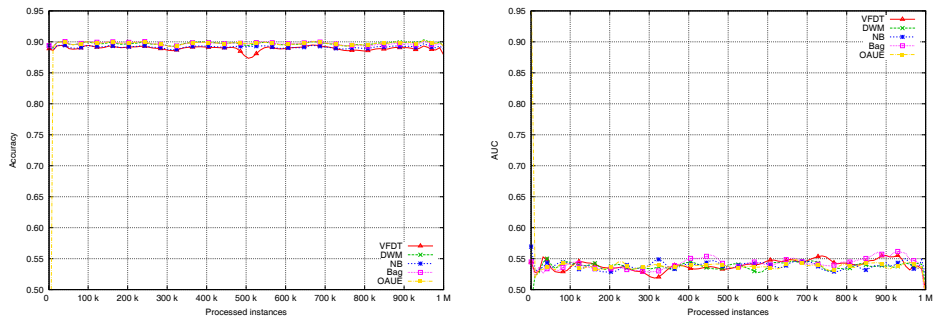 0.95
0.90
0.85
0.80
0.75
0.70
0.65
0.60
0.55
0.50
Accuracy
0 100 k 200 k 300 k 400 k 500 k 600 k 700 k 800 k 900 k 1 M
Processed instances
VFDT
DWM
NB
Bag
OAUE
0.95
0.90
0.85
0.80
0.75
0.70
0.65
0.60
0.55
0.50
AUC
0 100 k 200 k 300 k 400 k 500 k 600 k 700 k 800 k 900 k 1 M
Processed instances
VFDT
DWM
NB
Bag
OAUE